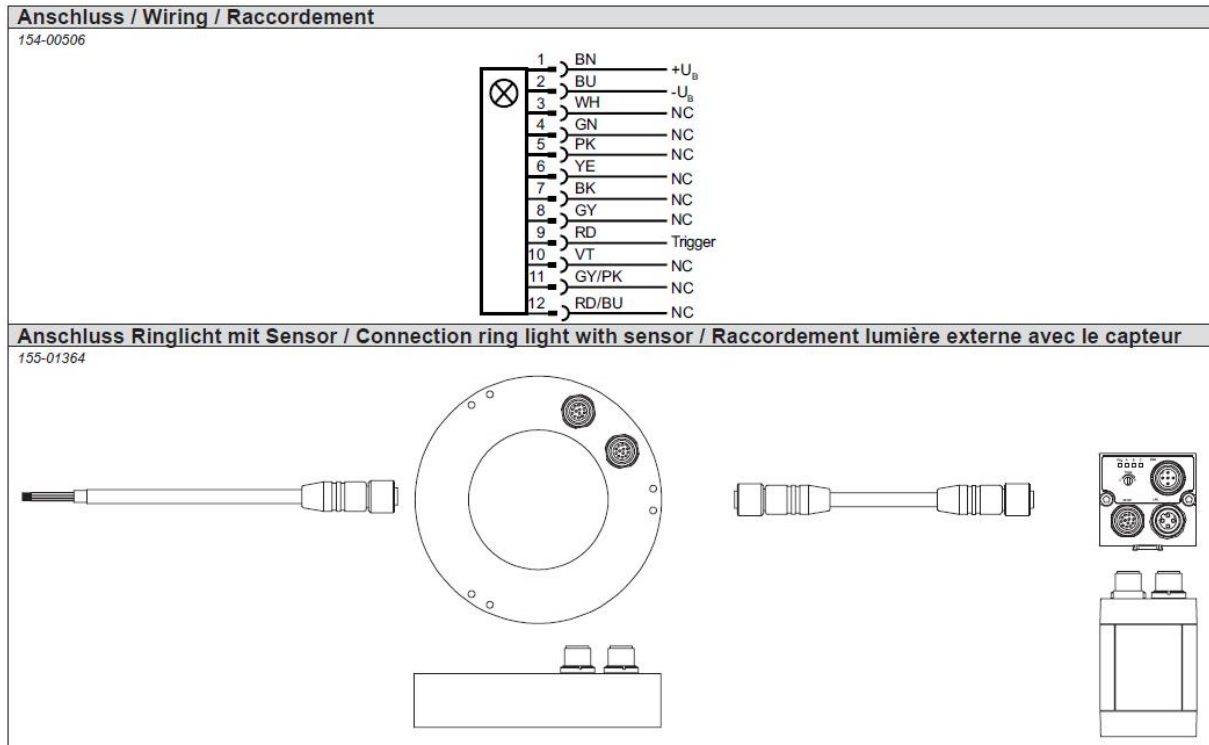 Anschluss / Wiring / Raccordement
154-00506
1 BN +UB
2 BU -UB
3 WH NC
4 GN NC
5 PK NC
6 YE NC
7 BK NC
8 GY NC
9 RD Trigger
10 VT NC
11 GY/PK NC
12 RD/BU NC
Anschluss Ringlicht mit Sensor / Connection ring light with sensor / Raccordement lumière externe avec le capteur
155-01364